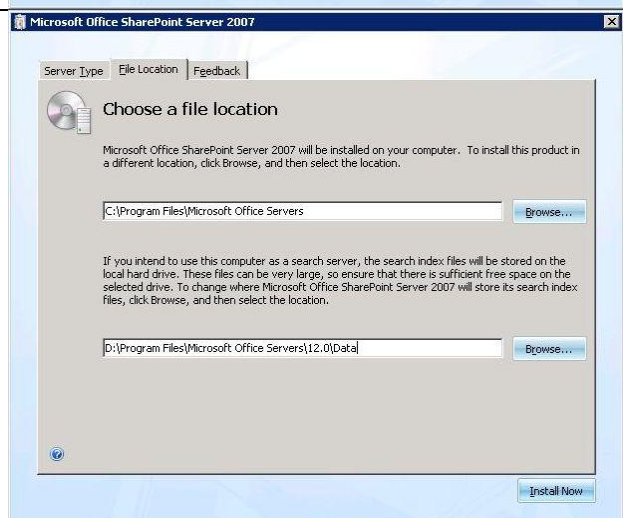 Microsoft Office SharePoint Server 2007
Server Type File Location Feedback
Choose a file location
Microsoft Office SharePoint Server 2007 will be installed on your computer. To install this product in
a different location, click Browse, and then select the location.
C:\Program Files\Microsoft Office Servers
Browse...
If you intend to use this computer as a search server, the search index files will be stored on the
local hard drive. These files can be very large, so ensure that there is sufficient free space on the
selected drive. To change where Microsoft Office SharePoint Server 2007 will store its search index
files, click Browse, and then select the location.
D:\Program Files\Microsoft Office Servers\12.0\Data
Browse...
Install Now